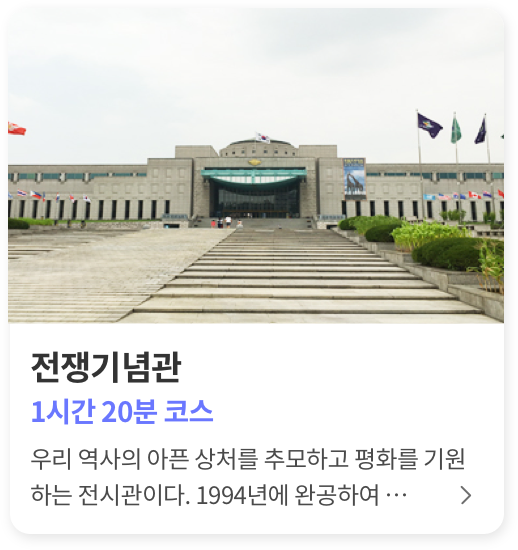 전쟁기념관
1시간 20분 코스
우리 역사의 아픈 상처를 추모하고 평화를 기원
하는 전시관이다. 1994년에 완공하여 ···